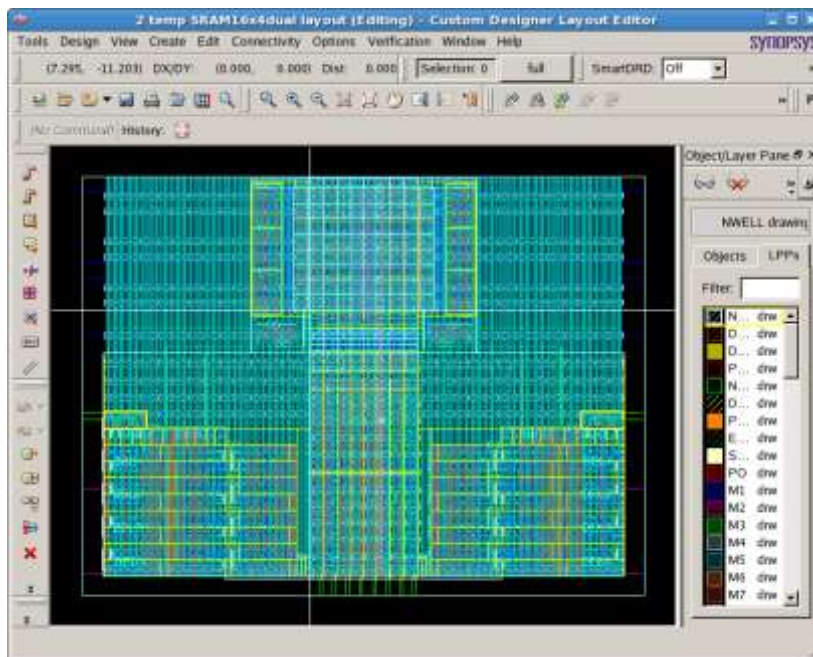 2 temp SRAM16x4dual layout (Editing) - Custom Designer Layout Editor
Tools Design View Create Edit Connectivity Options Verification Window Help
SYNOPSYS
(7.295, -11.203) DX/DY: (0.000, 0.000) Dist: 0.000 Selection: 0 full SmartDRD: Off
(No Command) History:
Object/Layer Pane
NWELL drawing
Objects LPPs
Filter:
N... drw
D... drw
D... drw
P... drw
N... drw
D... drw
P... drw
E... drw
S... drw
PO drw
M1 drw
M2 drw
M3 drw
M4 drw
M5 drw
M6 drw
M7 drw